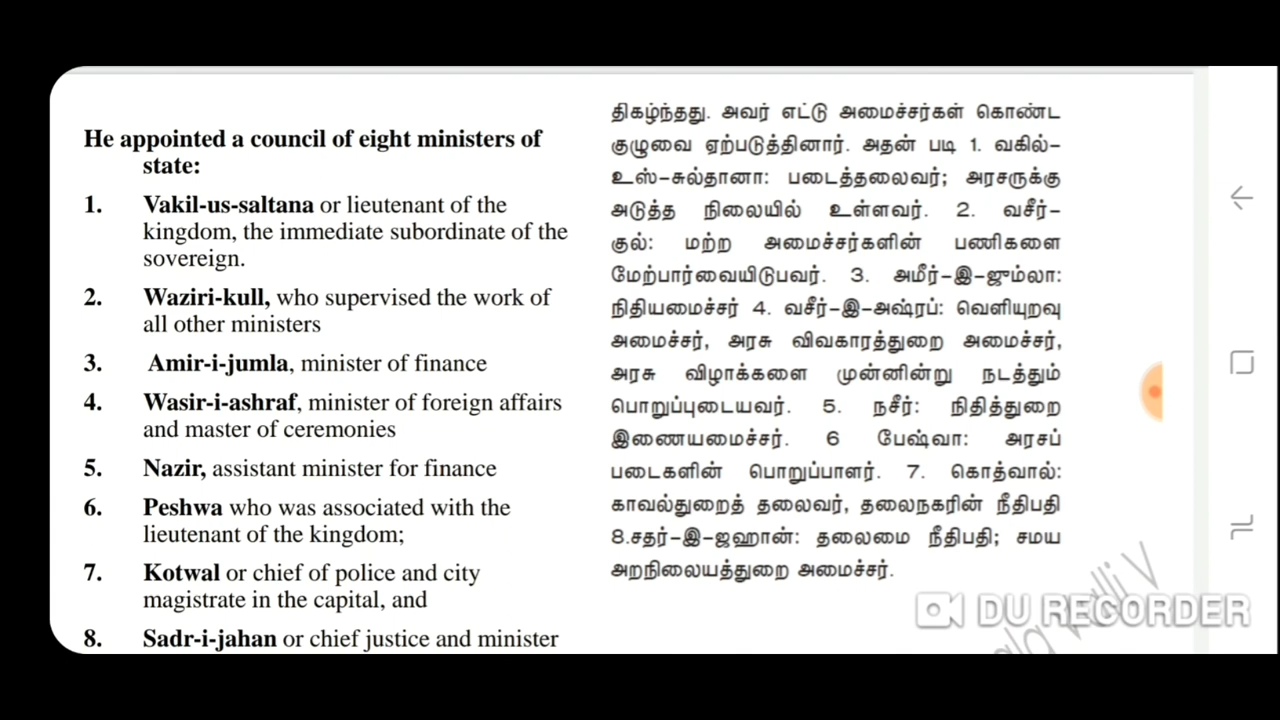 He appointed a council of eight ministers of
state:
1. Vakil-us-saltana or lieutenant of the
kingdom, the immediate subordinate of the
sovereign.
2. Waziri-kull, who supervised the work of
all other ministers
3. Amir-i-jumla, minister of finance
4. Wasir-i-ashraf, minister of foreign affairs
and master of ceremonies
5. Nazir, assistant minister for finance
6. Peshwa who was associated with the
lieutenant of the kingdom;
7. Kotwal or chief of police and city
magistrate in the capital, and
8. Sadr-i-jahan or chief justice and minister
திகழ்ந்தது. அவர் எட்டு அமைச்சர்கள் கொண்ட
குழுவை ஏற்படுத்தினார். அதன் படி 1. வகில்-
உஸ்-சுல்தானா: படைத்தலைவர்; அரசருக்கு
அடுத்த நிலையில் உள்ளவர். 2. வசீர்-
குல்: மற்ற அமைச்சர்களின் பணிகளை
மேற்பார்வையிடுபவர். 3. அமீர்-இ-ஜும்லா:
நிதியமைச்சர் 4. வசீர்-இ-அஷ்ரப்: வெளியுறவு
அமைச்சர், அரசு விவகாரத்துறை அமைச்சர்,
அரசு விழாக்களை முன்னின்று நடத்தும்
பொறுப்புடையவர். 5. நசீர்: நிதித்துறை
இணையமைச்சர். 6 பேஷ்வா: அரசப்
படைகளின் பொறுப்பாளர். 7. கொத்வால்:
காவல்துறைத் தலைவர், தலைநகரின் நீதிபதி
8.சதர்-இ-ஜஹான்: தலைமை நீதிபதி; சமய
அறநிலையத்துறை அமைச்சர்.
DU RECORDER